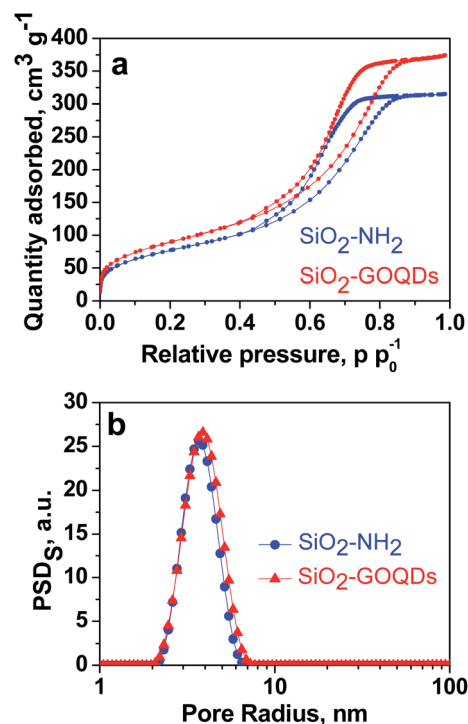 a
Quantity adsorbed, cm³ g⁻¹
400
350
300
250
200
150
100
50
0
SiO₂-NH₂
SiO₂-GOQDs
0.0 0.2 0.4 0.6 0.8 1.0
Relative pressure, p p₀⁻¹
b
PSD_S, a.u.
30
25
20
15
10
5
0
SiO₂-NH₂
SiO₂-GOQDs
1 10 100
Pore Radius, nm